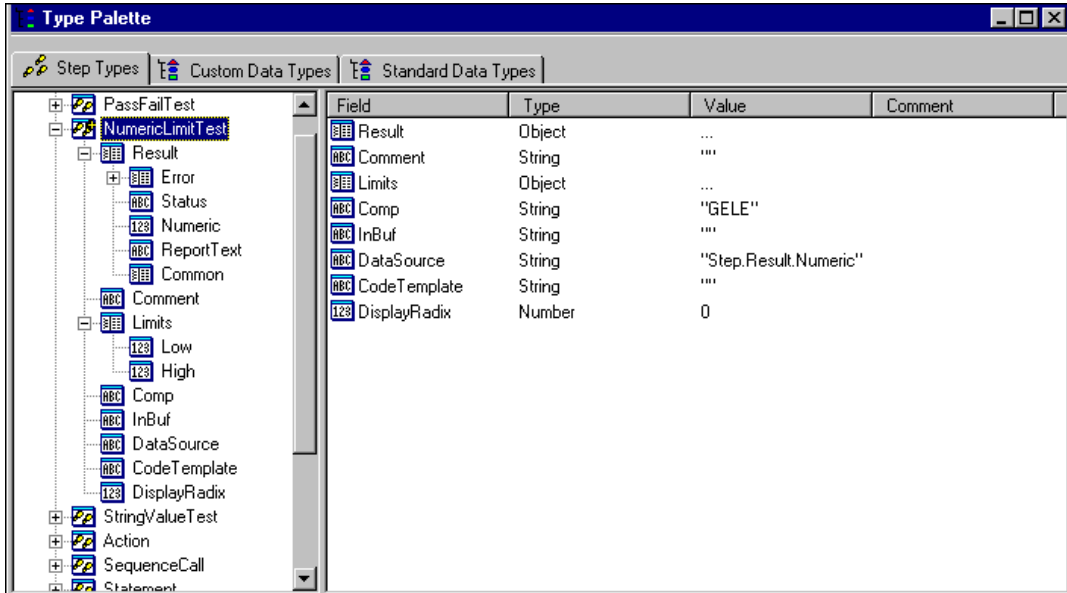 Type Palette
Step Types Custom Data Types Standard Data Types
PassFailTest
NumericLimitTest
Result
Error
Status
Numeric
ReportText
Common
Comment
Limits
Low
High
Comp
InBuf
DataSource
CodeTemplate
DisplayRadix
StringValueTest
Action
SequenceCall
Statement
Field Type Value Comment
Result Object ...
Comment String ""
Limits Object ...
Comp String "GELE"
InBuf String ""
DataSource String "Step.Result.Numeric"
CodeTemplate String ""
DisplayRadix Number 0